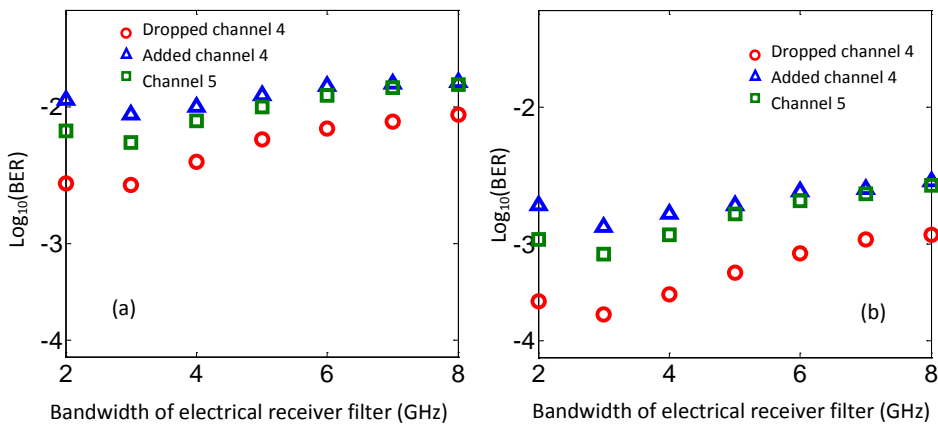 Dropped channel 4
Added channel 4
Channel 5
-2
-3
-4
Log10(BER)
(a)
2 4 6 8
Bandwidth of electrical receiver filter (GHz)
Dropped channel 4
Added channel 4
Channel 5
-2
-3
-4
Log10(BER)
(b)
2 4 6 8
Bandwidth of electrical receiver filter (GHz)